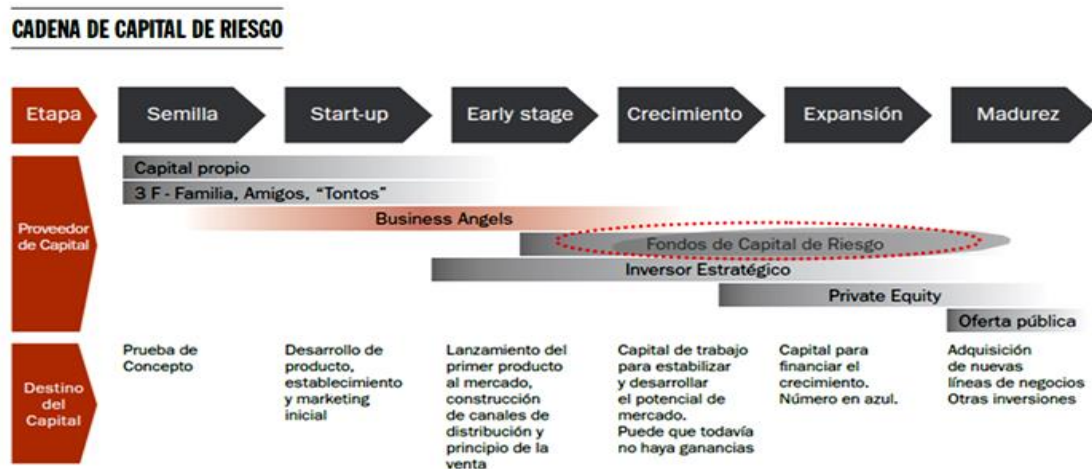 CADENA DE CAPITAL DE RIESGO
Etapa
Semilla
Start-up
Early stage
Crecimiento
Expansión
Madurez
Proveedor
de Capital
Capital propio
3 F - Familia, Amigos, “Tontos”
Business Angels
Fondos de Capital de Riesgo
Inversor Estratégico
Private Equity
Oferta pública
Destino
del
Capital
Prueba de
Concepto
Desarrollo de
producto,
establecimiento
y marketing
inicial
Lanzamiento del
primer producto
al mercado,
construcción
de canales de
distribución y
principio de la
venta
Capital de trabajo
para estabilizar
y desarrollar
el potencial de
mercado.
Puede que todavía
no haya ganancias
Capital para
financiar el
crecimiento.
Número en azul.
Adquisición
de nuevas
líneas de negocios
Otras inversiones